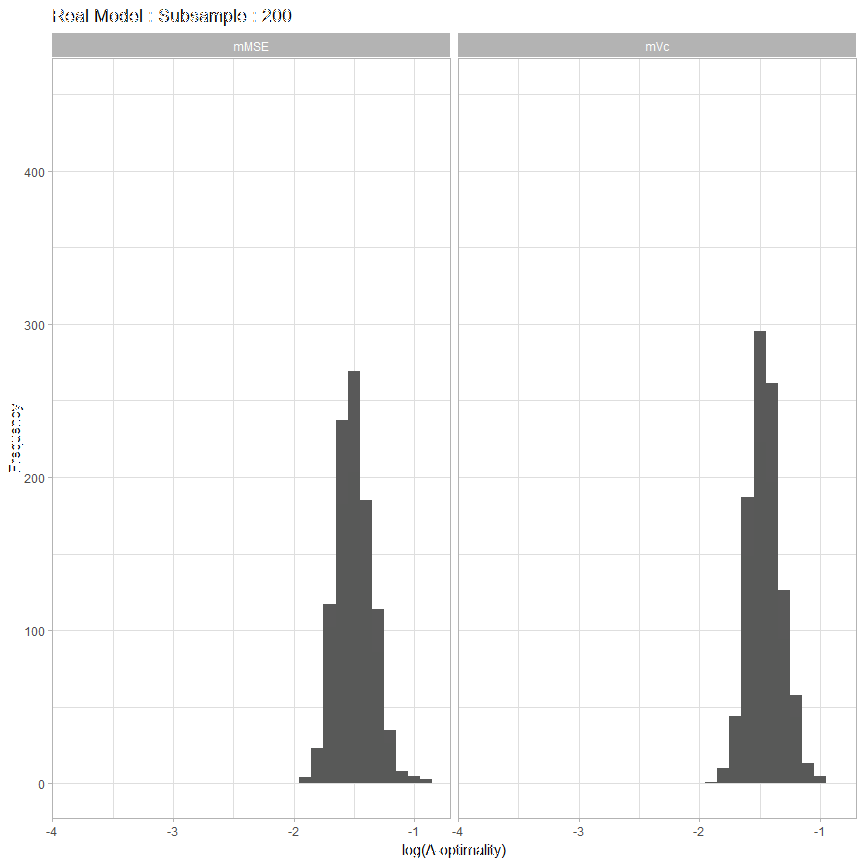 Real Model : Subsample : 200
mMSE
mVc
Frequency
400
300
200
100
0
-4
-3
-2
-1
-4
-3
-2
-1
log(A-optimality)